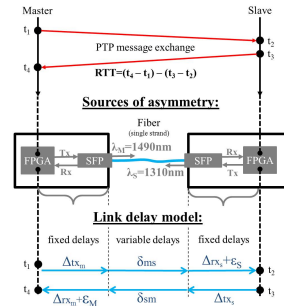 Master
Slave
t₁
t₂
PTP message exchange
t₃
t₄
RTT=(t₄ – t₁) – (t₃ – t₂)
Sources of asymmetry:
Fiber
(single strand)
λM=1490nm
FPGA
Tx
Rx
SFP
SFP
Rx
Tx
FPGA
λS=1310nm
Link delay model:
fixed delays
variable delays
fixed delays
t₁
Δtxₘ
δms
Δrxₛ+εS
t₂
t₄
Δrxₘ+εM
δsm
Δtxₛ
t₃